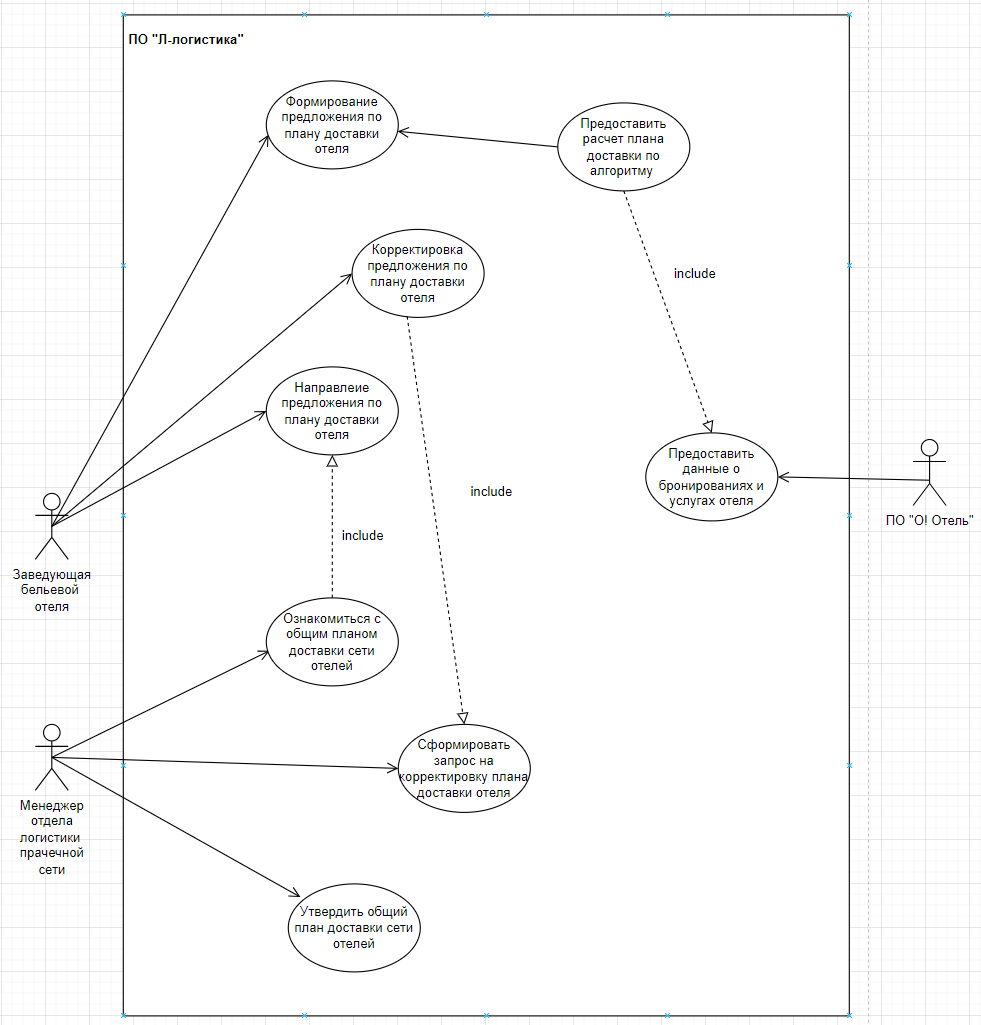 ПО "Л-логистика"
Формирование
предложения по
плану доставки
отеля
Предоставить
расчет плана
доставки по
алгоритму
Корректировка
предложения по
плану доставки
отеля
include
Направлеие
предложения по
плану доставки
отеля
Предоставить
данные о
бронированиях и
услугах отеля
ПО "О! Отель"
include
include
Заведующая
бельевой
отеля
Ознакомиться с
общим планом
доставки сети
отелей
Менеджер
отдела
логистики
прачечной
сети
Сформировать
запрос на
корректировку плана
доставки отеля
Утвердить общий
план доставки сети
отелей